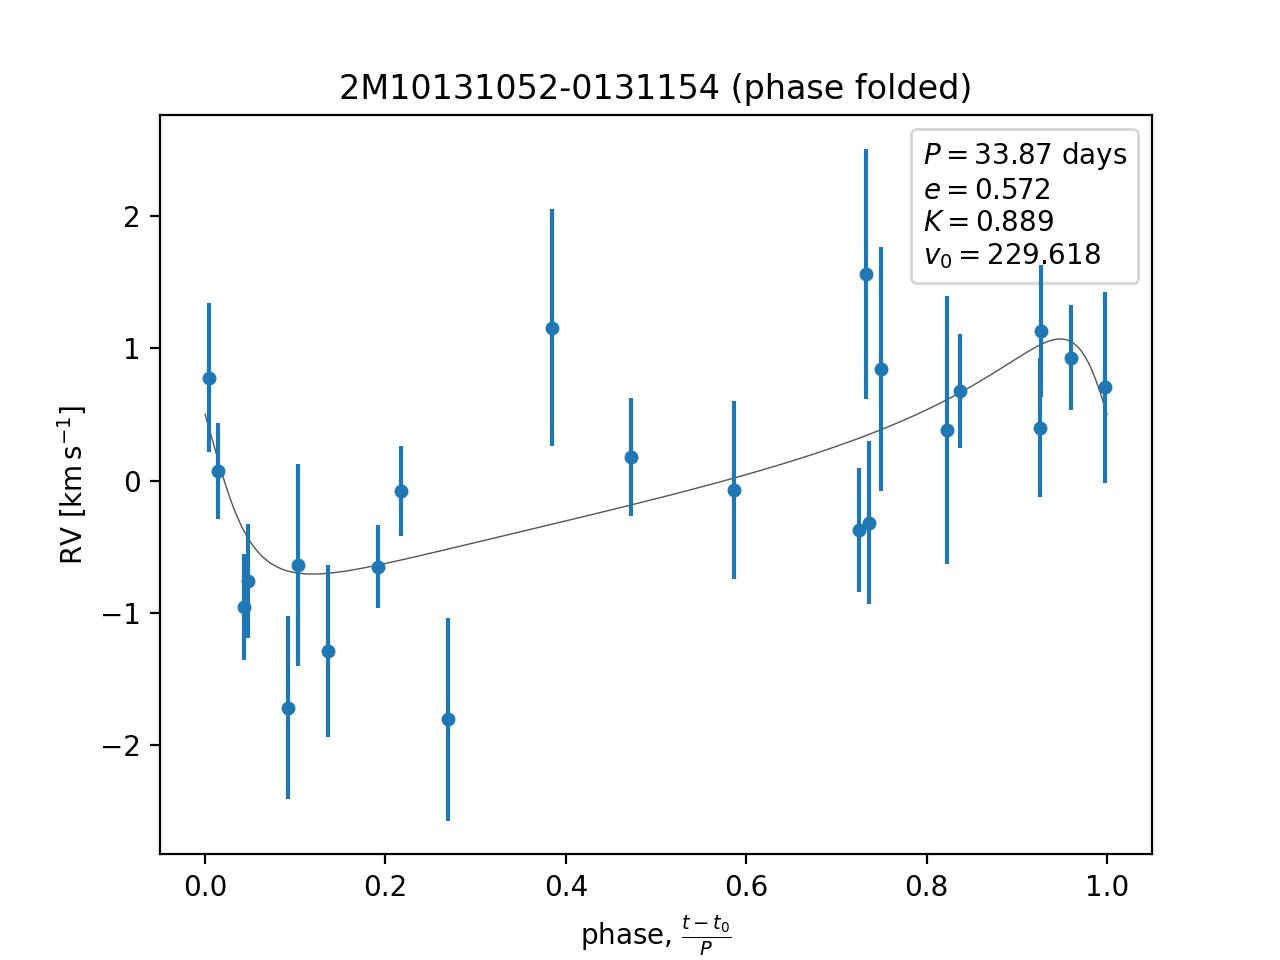 2M10131052-0131154 (phase folded)
P = 33.87 days
e = 0.572
K = 0.889
v₀ = 229.618
RV [km s⁻¹]
2
1
0
−1
−2
0.0 0.2 0.4 0.6 0.8 1.0
phase, (t − t₀)/P